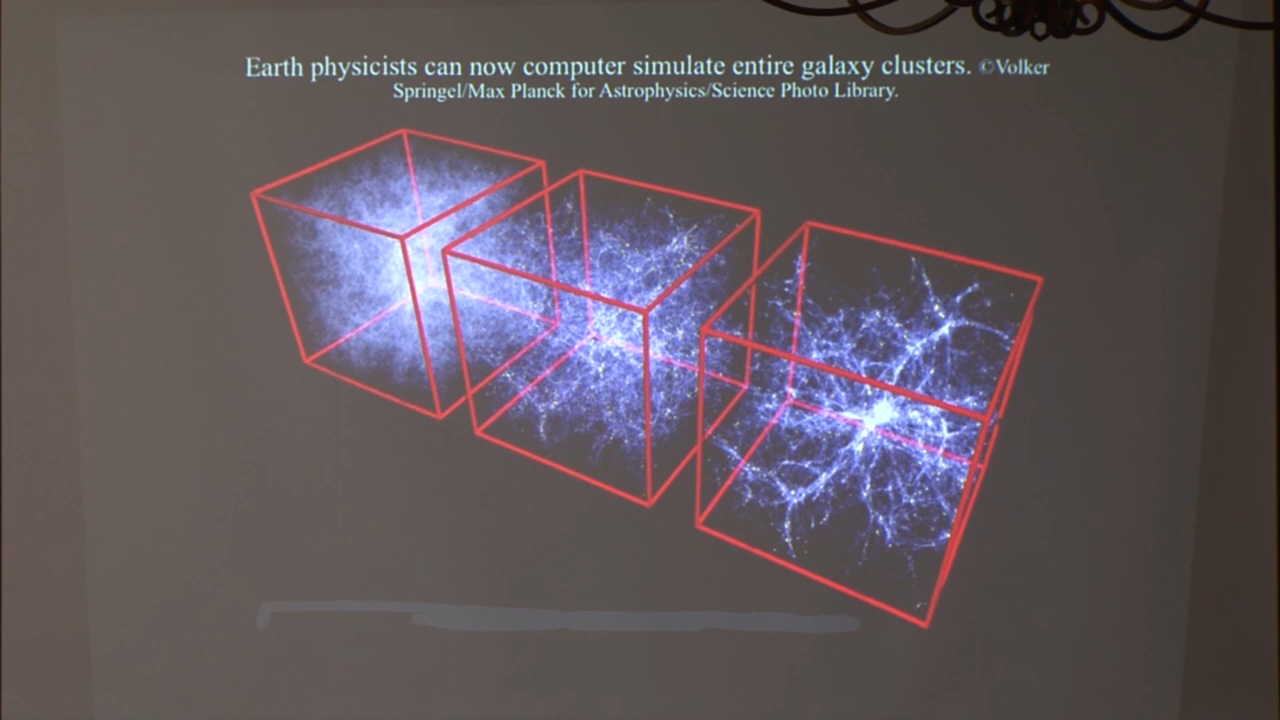 Earth physicists can now computer simulate entire galaxy clusters. ©Volker
Springel/Max Planck for Astrophysics/Science Photo Library.